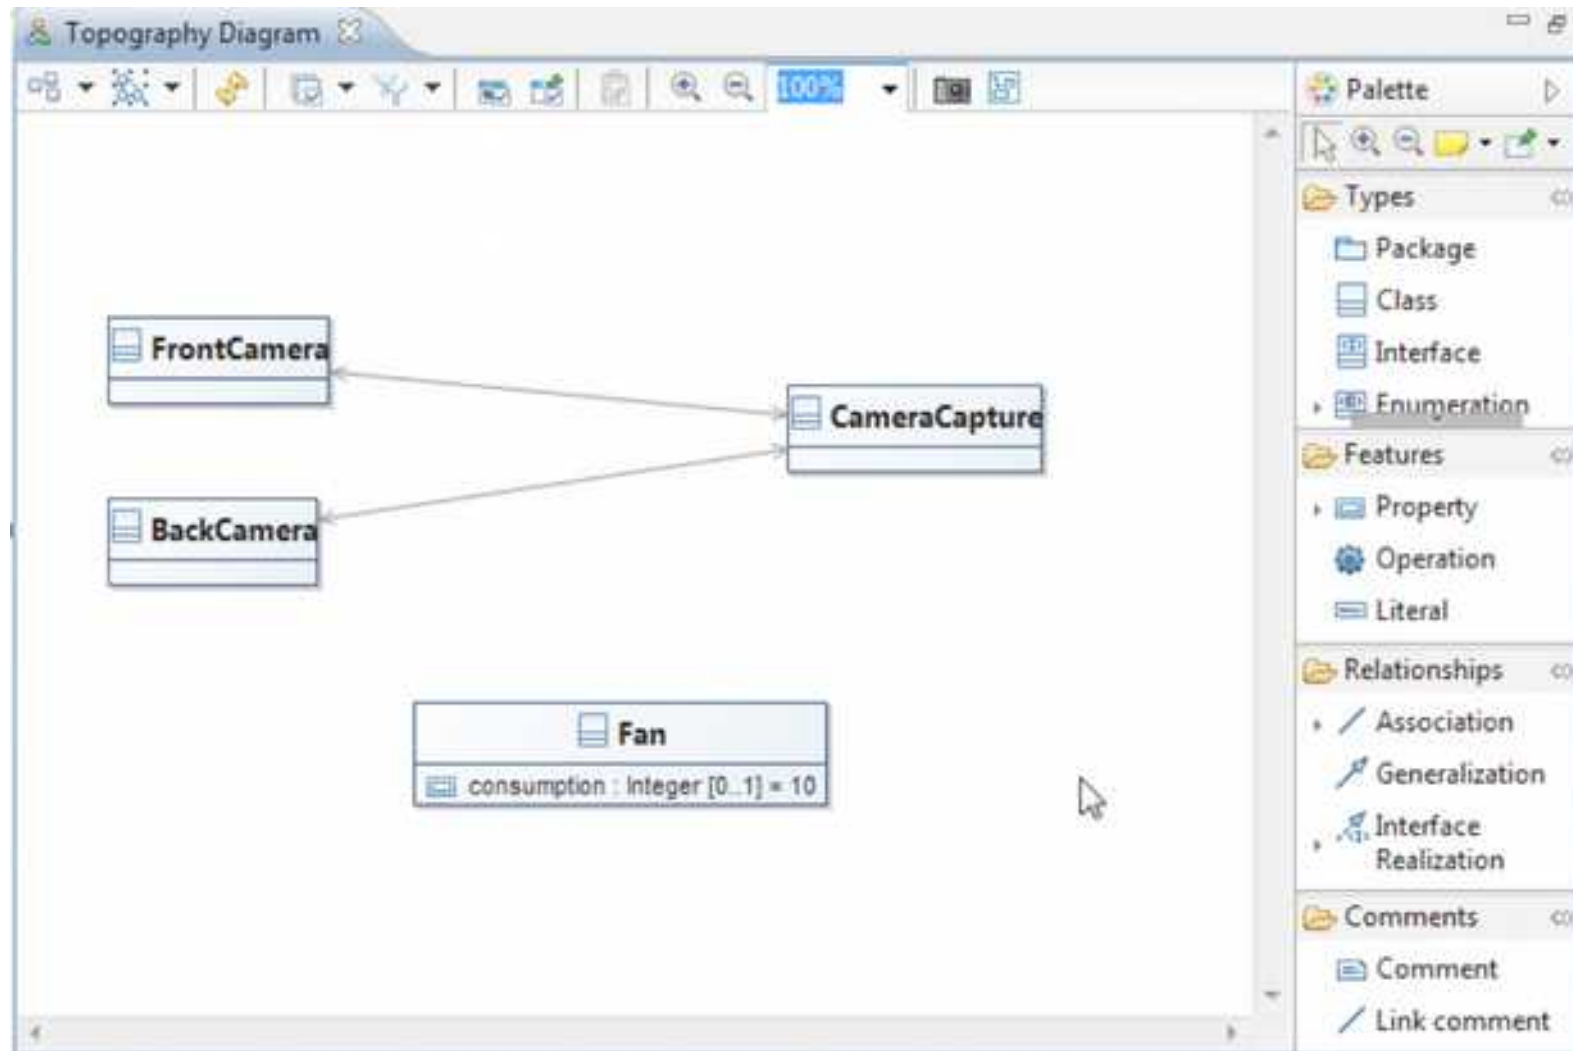 Topography Diagram
100%
FrontCamera
CameraCapture
BackCamera
Fan
consumption : Integer [0..1] = 10
Palette
Types
Package
Class
Interface
Enumeration
Features
Property
Operation
Literal
Relationships
Association
Generalization
Interface
Realization
Comments
Comment
Link comment